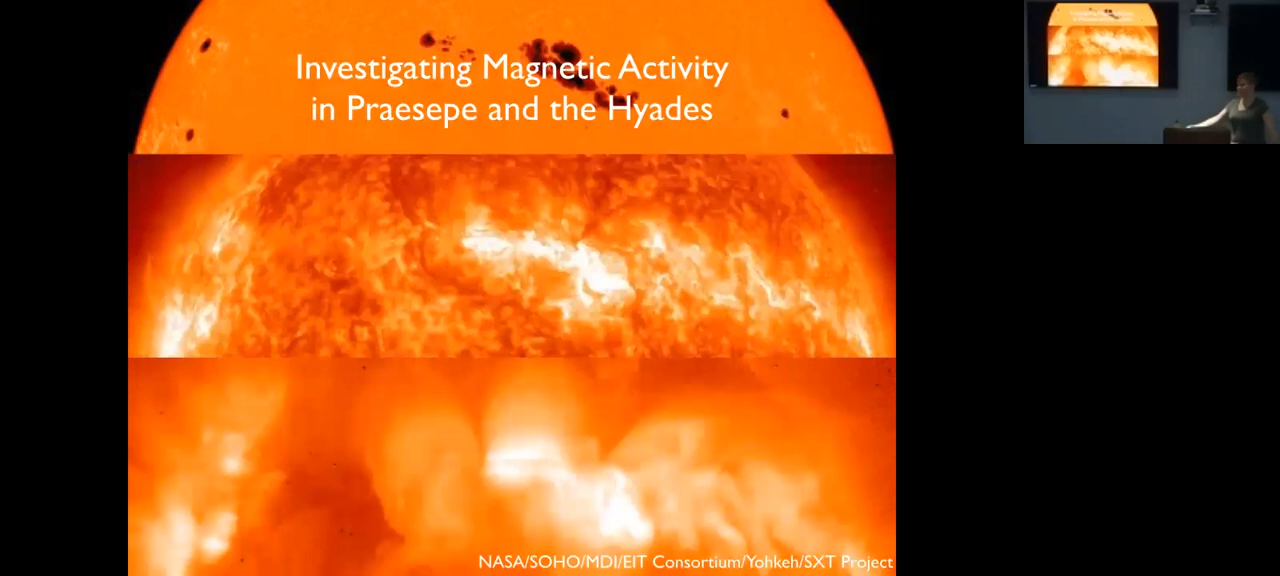 Investigating Magnetic Activity
in Praesepe and the Hyades
NASA/SOHO/MDI/EIT Consortium/Yohkeh/SXT Project